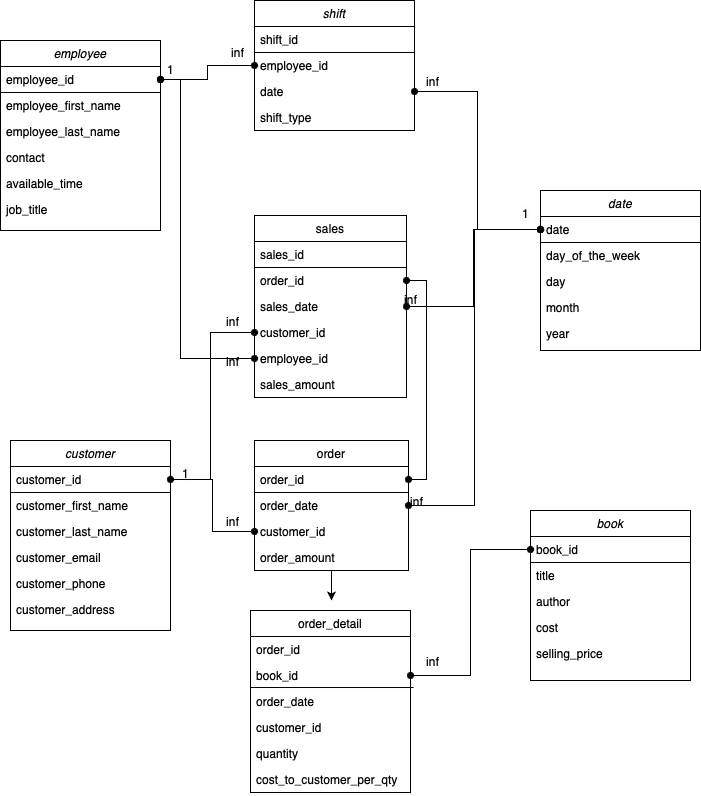 shift
shift_id
employee_id
date
shift_type
inf
employee
employee_id
employee_first_name
employee_last_name
contact
available_time
job_title
1
inf
date
date
day_of_the_week
day
month
year
1
sales
sales_id
order_id
sales_date
customer_id
employee_id
sales_amount
inf
inf
inf
customer
customer_id
customer_first_name
customer_last_name
customer_email
customer_phone
customer_address
1
order
order_id
order_date
customer_id
order_amount
inf
inf
book
book_id
title
author
cost
selling_price
order_detail
order_id
book_id
order_date
customer_id
quantity
cost_to_customer_per_qty
inf